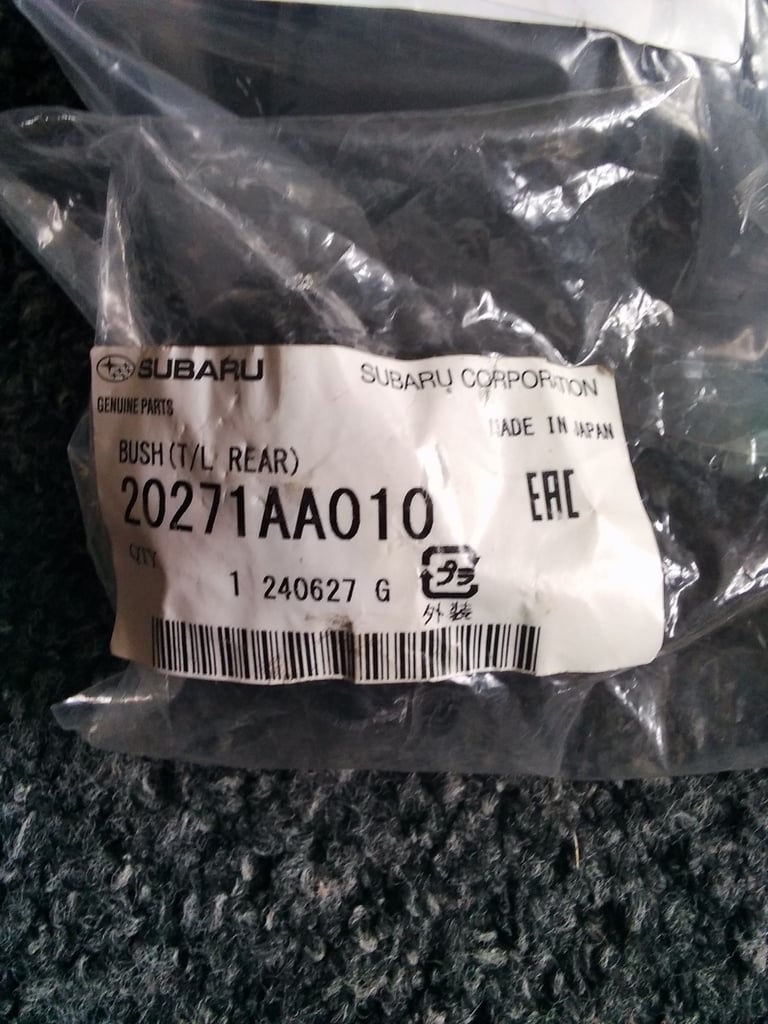 SUBARU SUBARU CORPORATION
GENUINE PARTS
MADE IN JAPAN
BUSH(T/L REAR)
20271AA010
EAC
QTY
1 240627 G
プラ
外装